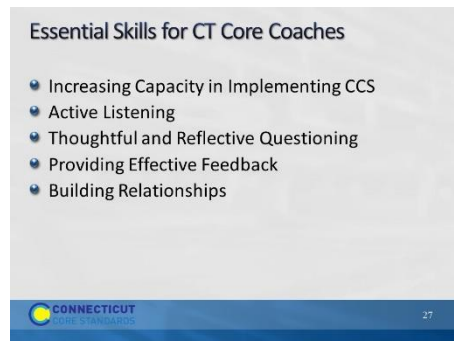 Essential Skills for CT Core Coaches
Increasing Capacity in Implementing CCS
Active Listening
Thoughtful and Reflective Questioning
Providing Effective Feedback
Building Relationships
CONNECTICUT
CORE STANDARDS
27